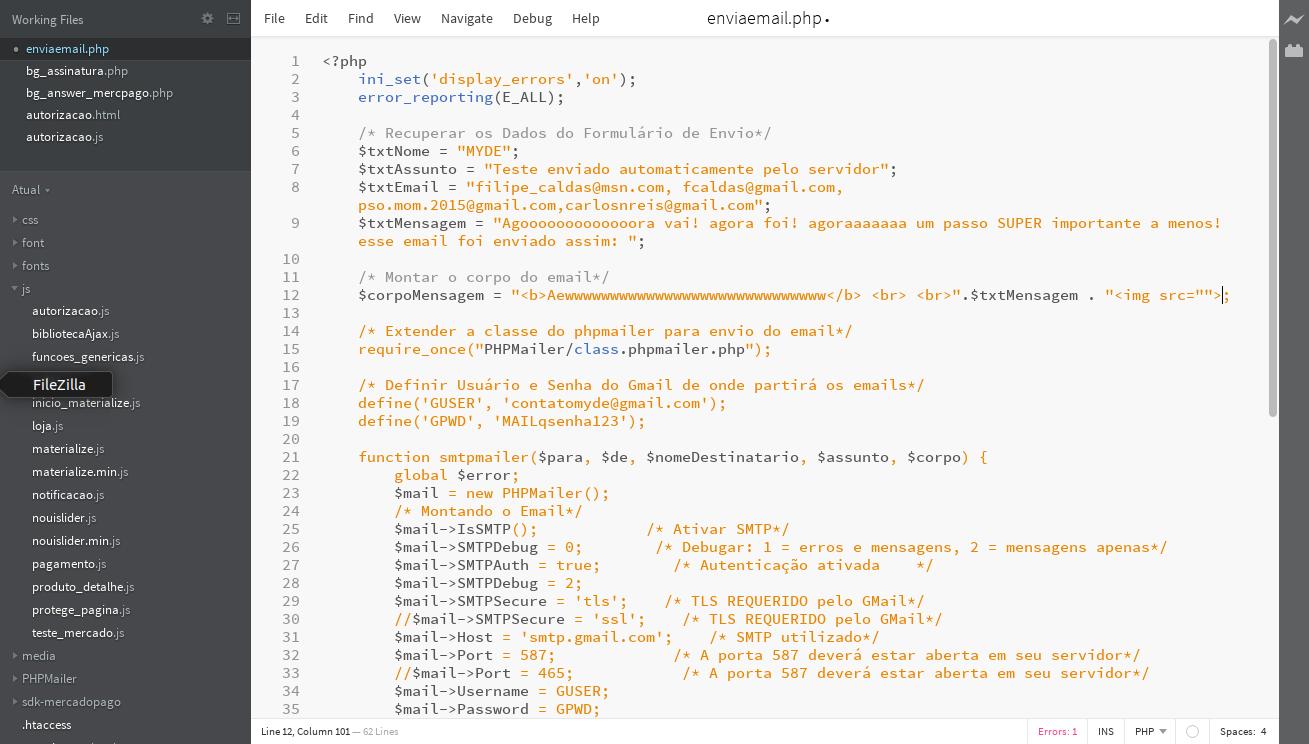 Working Files
enviaemail.php
bg_assinatura.php
bg_answer_mercpago.php
autorizacao.html
autorizacao.js
Atual
css
font
fonts
js
autorizacao.js
bibliotecaAjax.js
funcoes_genericas.js
FileZilla
inicio_materialize.js
loja.js
materialize.js
materialize.min.js
notificacao.js
nouislider.js
nouislider.min.js
pagamento.js
produto_detalhe.js
protege_pagina.js
teste_mercado.js
media
PHPMailer
sdk-mercadopago
.htaccess
File Edit Find View Navigate Debug Help enviaemail.php •
1 <?php
2 ini_set('display_errors','on');
3 error_reporting(E_ALL);
4
5 /* Recuperar os Dados do Formulário de Envio*/
6 $txtNome = "MYDE";
7 $txtAssunto = "Teste enviado automaticamente pelo servidor";
8 $txtEmail = "filipe_caldas@msn.com, fcaldas@gmail.com,
pso.mom.2015@gmail.com,carlosnreis@gmail.com";
9 $txtMensagem = "Agooooooooooooora vai! agora foi! agoraaaaaaa um passo SUPER importante a menos!
esse email foi enviado assim: ";
10
11 /* Montar o corpo do email*/
12 $corpoMensagem = "<b>Aewwwwwwwwwwwwwwwwwwwwwwwwwwwww</b> <br> <br>".$txtMensagem . "<img src="">;
13
14 /* Extender a classe do phpmailer para envio do email*/
15 require_once("PHPMailer/class.phpmailer.php");
16
17 /* Definir Usuário e Senha do Gmail de onde partirá os emails*/
18 define('GUSER', 'contatomyde@gmail.com');
19 define('GPWD', 'MAILqsenha123');
20
21 function smtpmailer($para, $de, $nomeDestinatario, $assunto, $corpo) {
22 global $error;
23 $mail = new PHPMailer();
24 /* Montando o Email*/
25 $mail->IsSMTP(); /* Ativar SMTP*/
26 $mail->SMTPDebug = 0; /* Debugar: 1 = erros e mensagens, 2 = mensagens apenas*/
27 $mail->SMTPAuth = true; /* Autenticação ativada */
28 $mail->SMTPDebug = 2;
29 $mail->SMTPSecure = 'tls'; /* TLS REQUERIDO pelo GMail*/
30 //$mail->SMTPSecure = 'ssl'; /* TLS REQUERIDO pelo GMail*/
31 $mail->Host = 'smtp.gmail.com'; /* SMTP utilizado*/
32 $mail->Port = 587; /* A porta 587 deverá estar aberta em seu servidor*/
33 //$mail->Port = 465; /* A porta 587 deverá estar aberta em seu servidor*/
34 $mail->Username = GUSER;
35 $mail->Password = GPWD;
Line 12, Column 101 — 62 Lines Errors: 1 INS PHP Spaces: 4